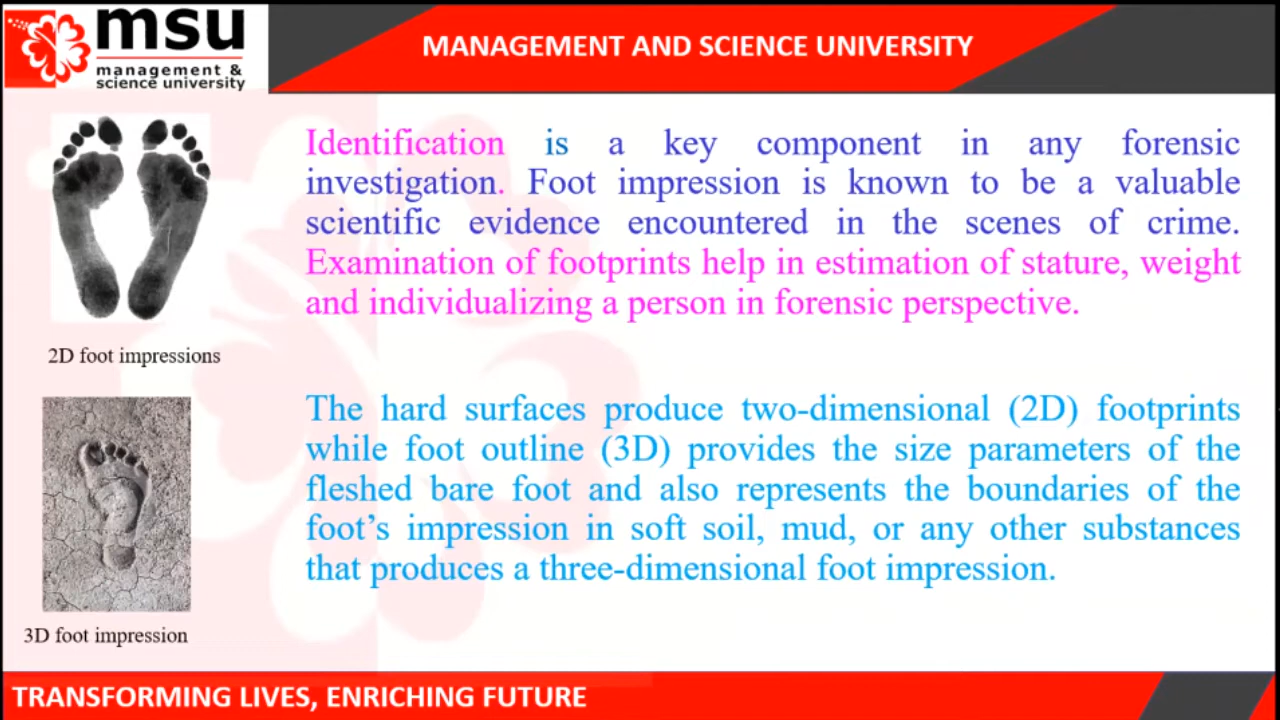 msu
management &
science university
MANAGEMENT AND SCIENCE UNIVERSITY
Identification is a key component in any forensic
investigation. Foot impression is known to be a valuable
scientific evidence encountered in the scenes of crime.
Examination of footprints help in estimation of stature, weight
and individualizing a person in forensic perspective.
2D foot impressions
The hard surfaces produce two-dimensional (2D) footprints
while foot outline (3D) provides the size parameters of the
fleshed bare foot and also represents the boundaries of the
foot’s impression in soft soil, mud, or any other substances
that produces a three-dimensional foot impression.
3D foot impression
TRANSFORMING LIVES, ENRICHING FUTURE